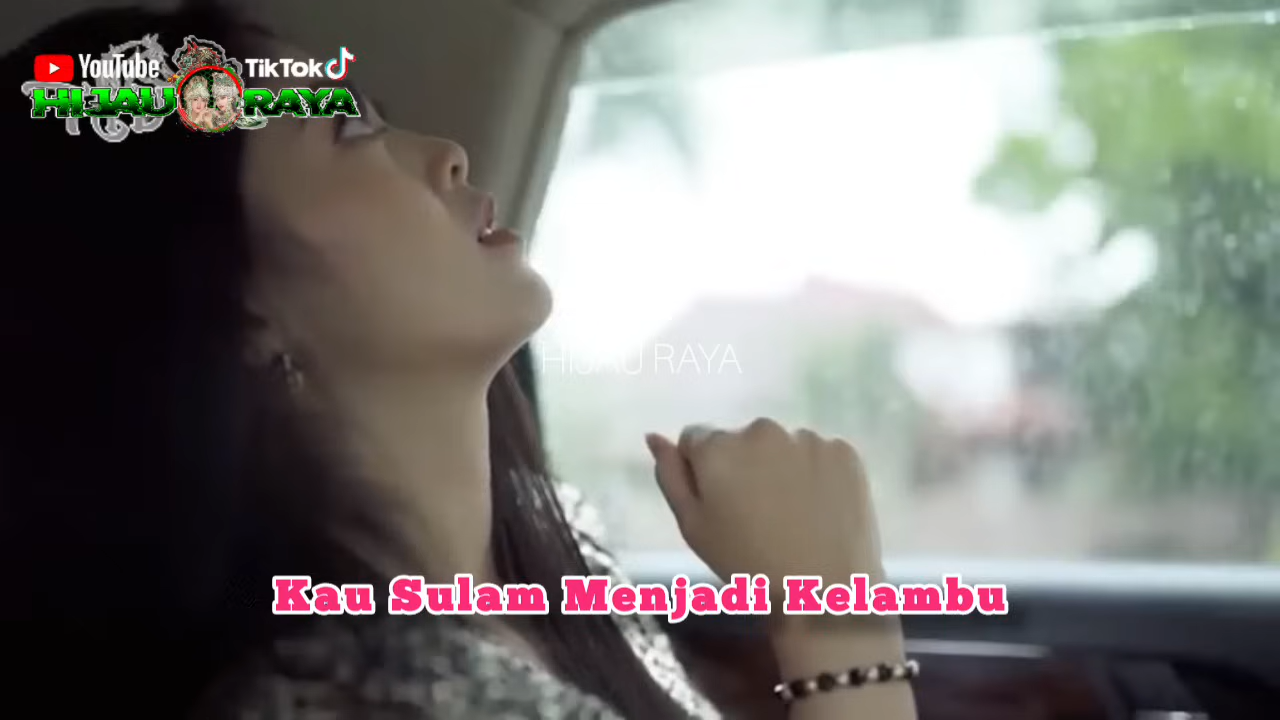 YouTube TikTok
HIJAU RAYA
HIJAU RAYA
Kau Sulam Menjadi Kelambu